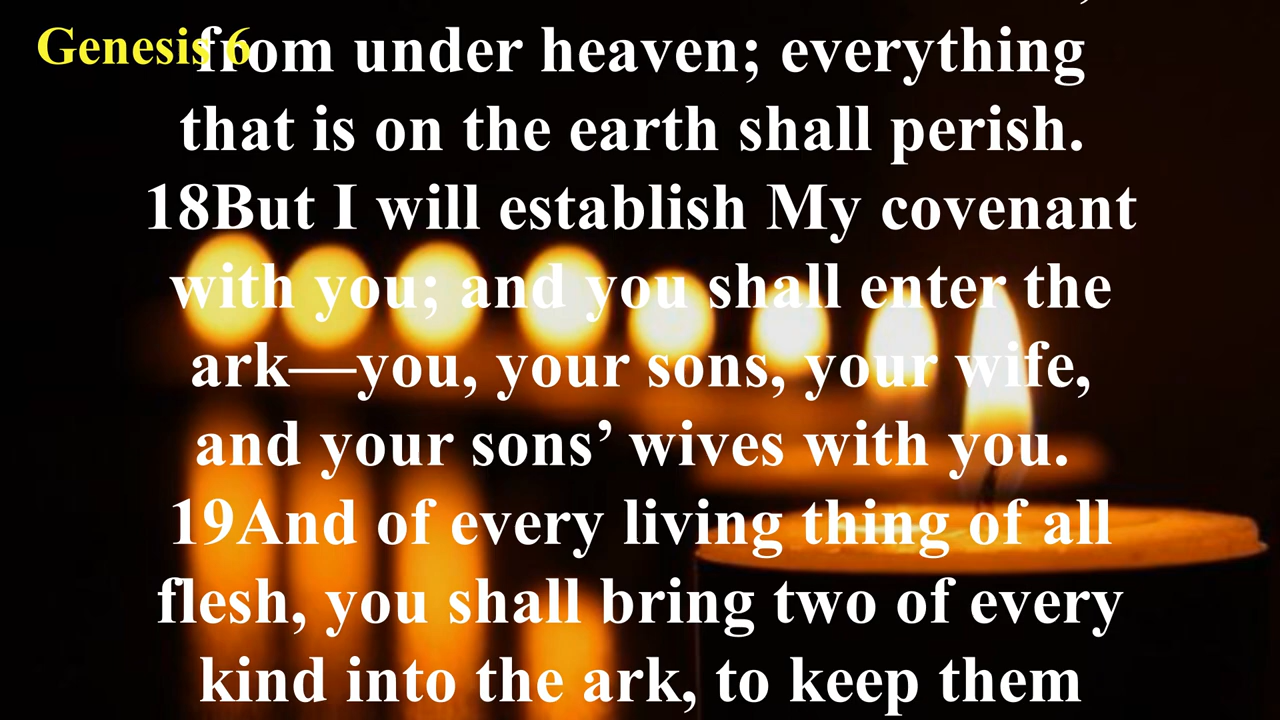 Genesis 6
from under heaven; everything
that is on the earth shall perish.
18But I will establish My covenant
with you; and you shall enter the
ark—you, your sons, your wife,
and your sons’ wives with you.
19And of every living thing of all
flesh, you shall bring two of every
kind into the ark, to keep them